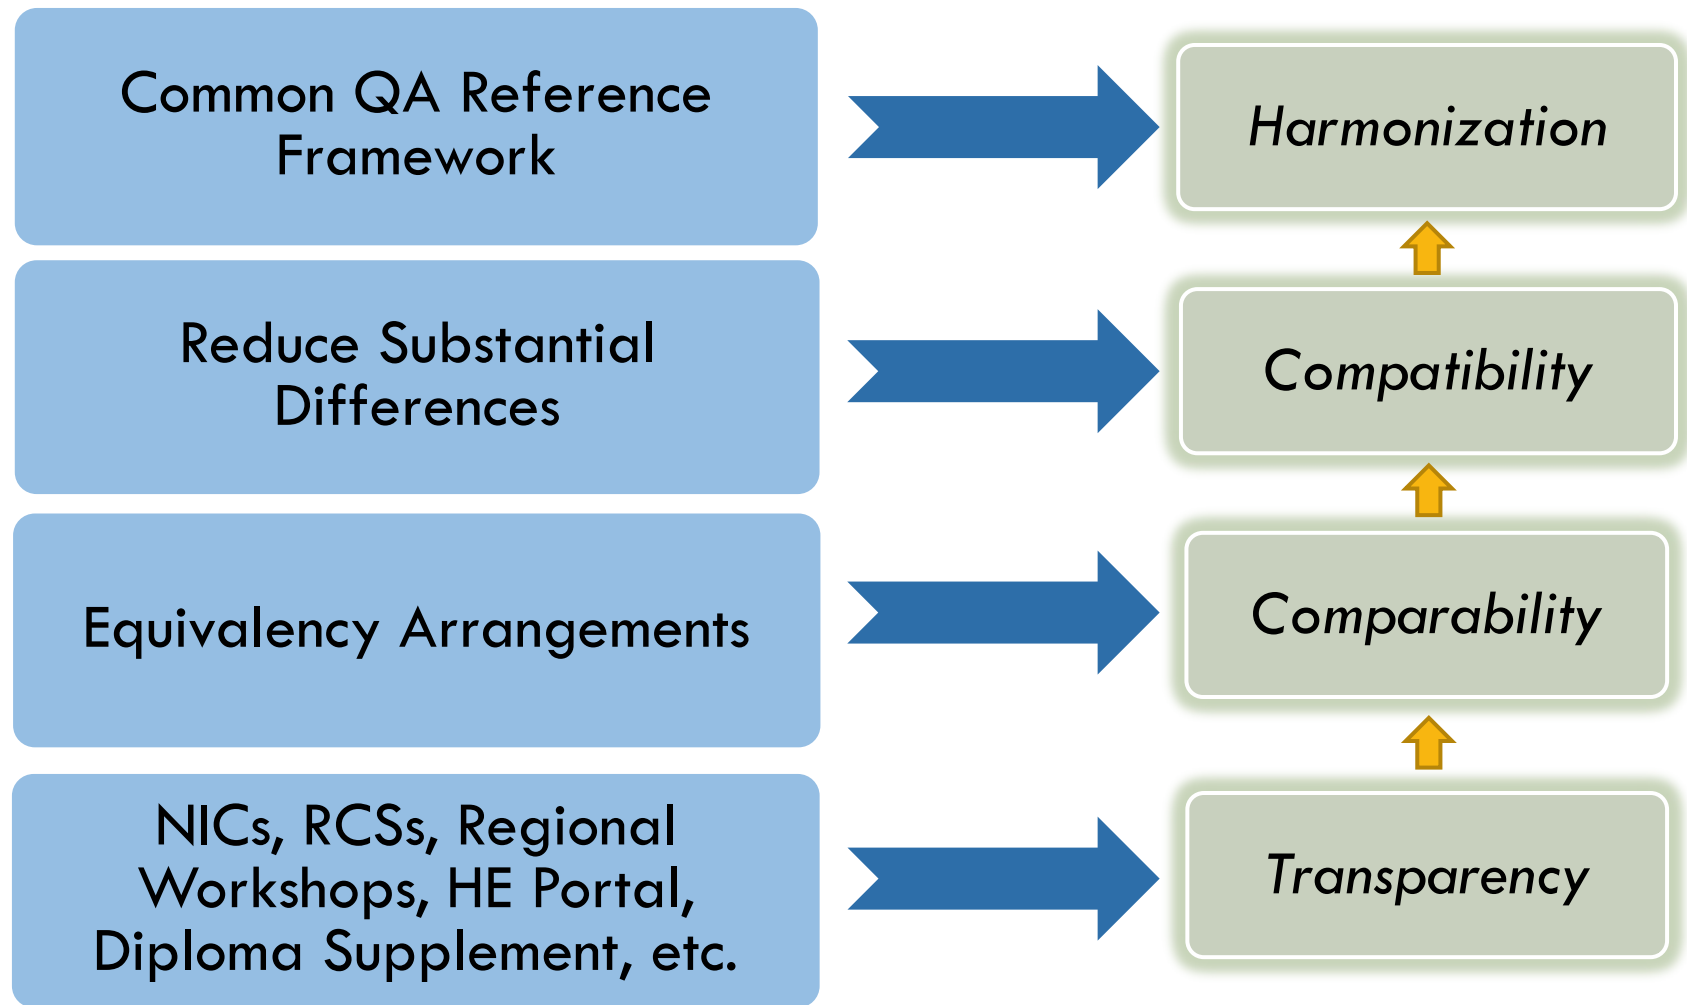 Common QA Reference
Framework
Harmonization
Reduce Substantial
Differences
Compatibility
Equivalency Arrangements
Comparability
NICs, RCSs, Regional
Workshops, HE Portal,
Diploma Supplement, etc.
Transparency